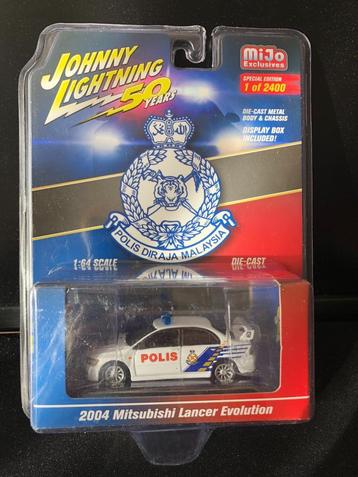 JOHNNY
LIGHTNING
50
YEARS
MiJo
Exclusives
SPECIAL EDITION
1 of 2400
DIE-CAST METAL
BODY & CHASSIS
DISPLAY BOX
INCLUDED!
POLIS DIRAJA MALAYSIA
1:64 SCALE
DIE-CAST
POLIS
2004 Mitsubishi Lancer Evolution